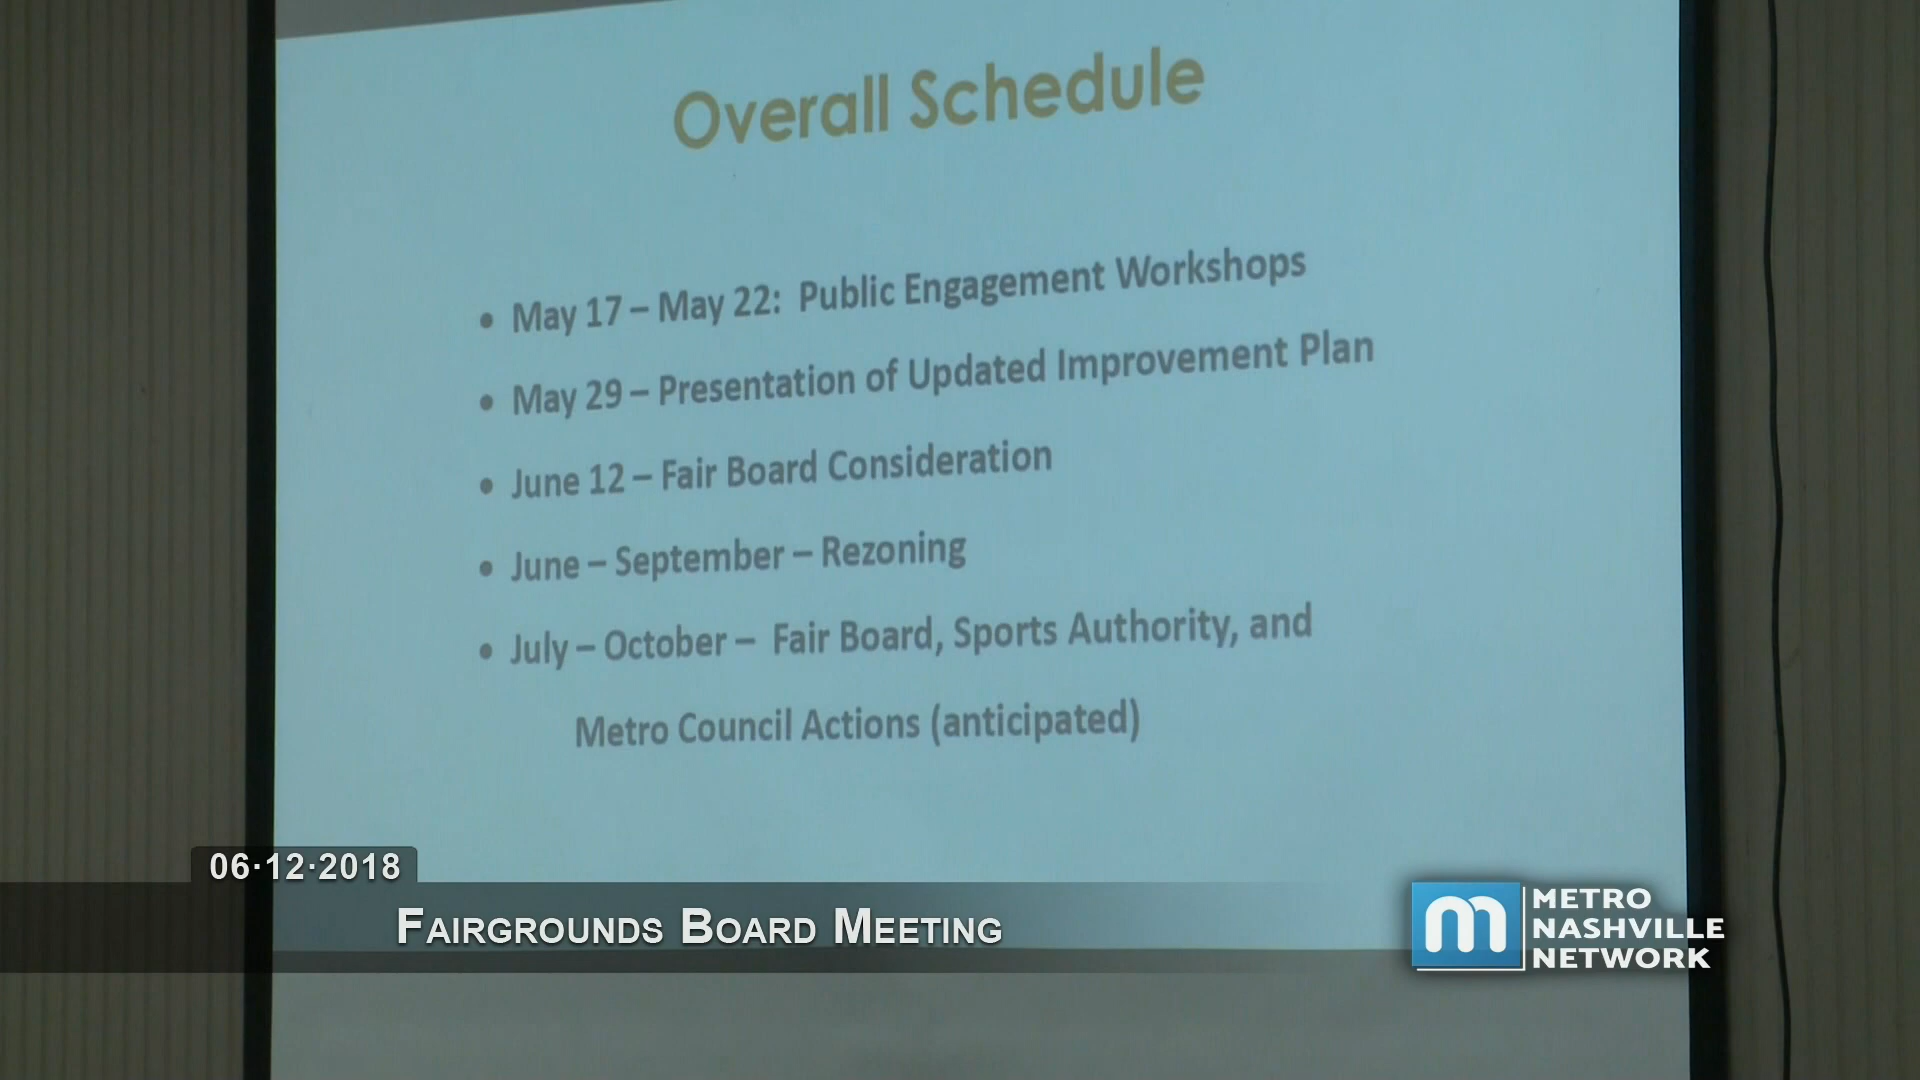 Overall Schedule
• May 17 – May 22: Public Engagement Workshops
• May 29 – Presentation of Updated Improvement Plan
• June 12 – Fair Board Consideration
• June – September – Rezoning
• July – October – Fair Board, Sports Authority, and
Metro Council Actions (anticipated)
06·12·2018
Fairgrounds Board Meeting
m
METRO
NASHVILLE
NETWORK